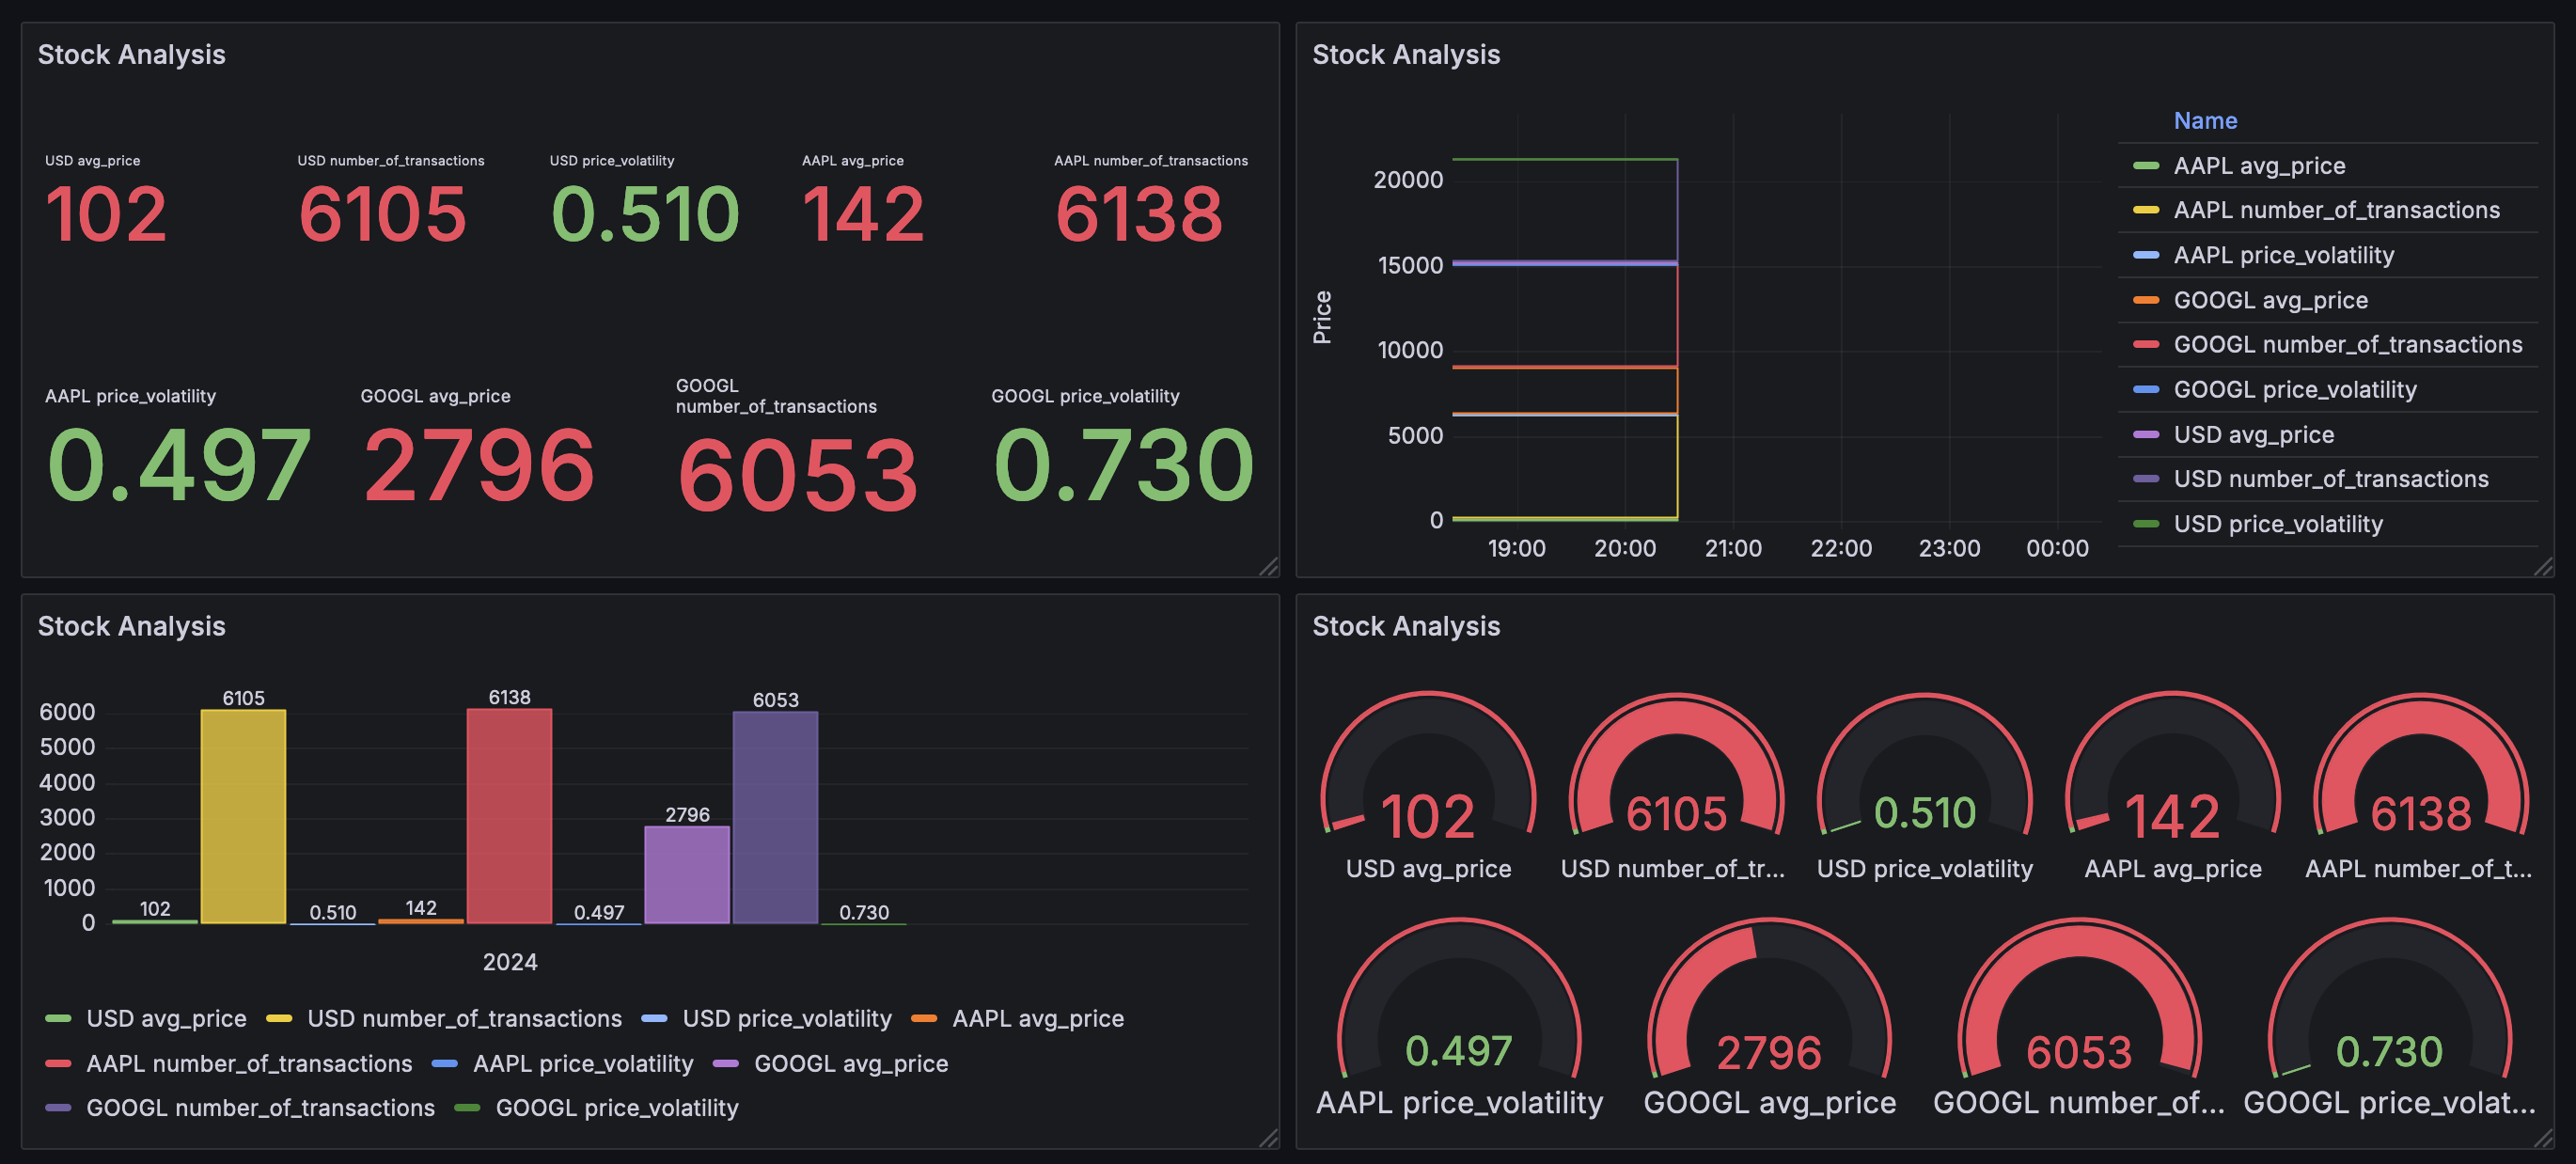 Stock Analysis
USD avg_price
USD number_of_transactions
USD price_volatility
AAPL avg_price
AAPL number_of_transactions
102
6105
0.510
142
6138
AAPL price_volatility
GOOGL avg_price
GOOGL
number_of_transactions
GOOGL price_volatility
0.497
2796
6053
0.730
Stock Analysis
Price
20000
15000
10000
5000
0
19:00
20:00
21:00
22:00
23:00
00:00
Name
AAPL avg_price
AAPL number_of_transactions
AAPL price_volatility
GOOGL avg_price
GOOGL number_of_transactions
GOOGL price_volatility
USD avg_price
USD number_of_transactions
USD price_volatility
Stock Analysis
6000
5000
4000
3000
2000
1000
0
102
6105
0.510
142
6138
0.497
2796
6053
0.730
2024
USD avg_price
USD number_of_transactions
USD price_volatility
AAPL avg_price
AAPL number_of_transactions
AAPL price_volatility
GOOGL avg_price
GOOGL number_of_transactions
GOOGL price_volatility
Stock Analysis
102
6105
0.510
142
6138
USD avg_price
USD number_of_tr...
USD price_volatility
AAPL avg_price
AAPL number_of_t...
0.497
2796
6053
0.730
AAPL price_volatility
GOOGL avg_price
GOOGL number_of...
GOOGL price_volat...